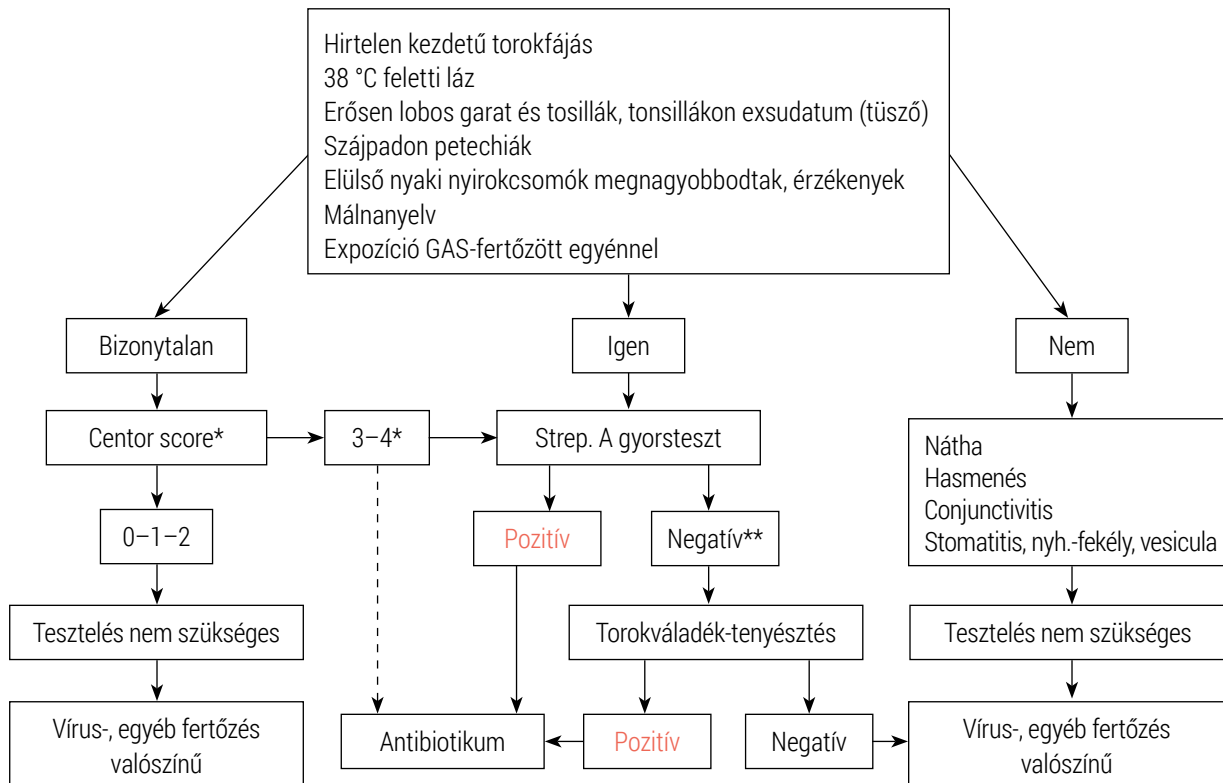 Hirtelen kezdetű torokfájás
38 °C feletti láz
Erősen lobos garat és tosillák, tonsillákon exsudatum (tüsző)
Szájpadon petechiák
Elülső nyaki nyirokcsomók megnagyobbodtak, érzékenyek
Málnanyelv
Expozíció GAS-fertőzött egyénnel
Bizonytalan
Igen
Nem
Centor score*
3–4*
Strep. A gyorsteszt
Nátha
Hasmenés
Conjunctivitis
Stomatitis, nyh.-fekély, vesicula
0–1–2
Pozitív
Negatív**
Tesztelés nem szükséges
Torokváladék-tenyésztés
Tesztelés nem szükséges
Vírus-, egyéb fertőzés
valószínű
Antibiotikum
Pozitív
Negatív
Vírus-, egyéb fertőzés
valószínű